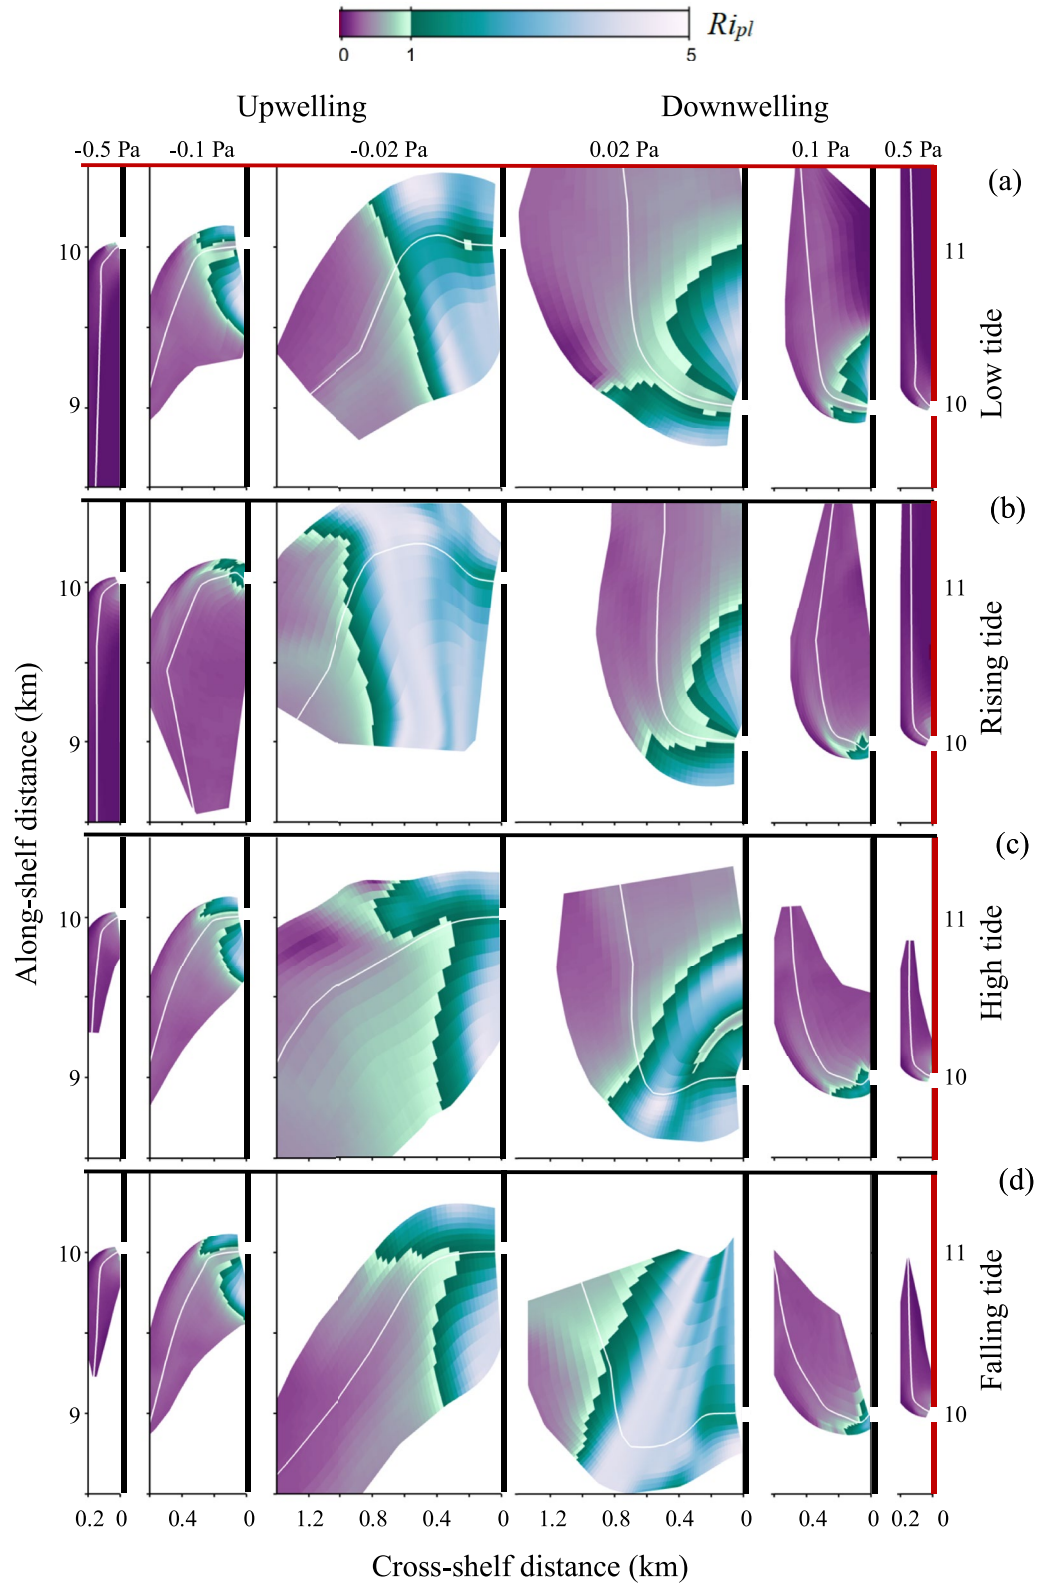 Ripl
0 1 5
Upwelling Downwelling
-0.5 Pa -0.1 Pa -0.02 Pa 0.02 Pa 0.1 Pa 0.5 Pa
(a)
10 11
Low tide
9 10
(b)
10 11
Rising tide
9 10
Along-shelf distance (km)
(c)
10 11
High tide
9 10
(d)
10 11
Falling tide
9 10
0.2 0 0.4 0 1.2 0.8 0.4 0 1.2 0.8 0.4 0 0.4 0 0.2 0
Cross-shelf distance (km)